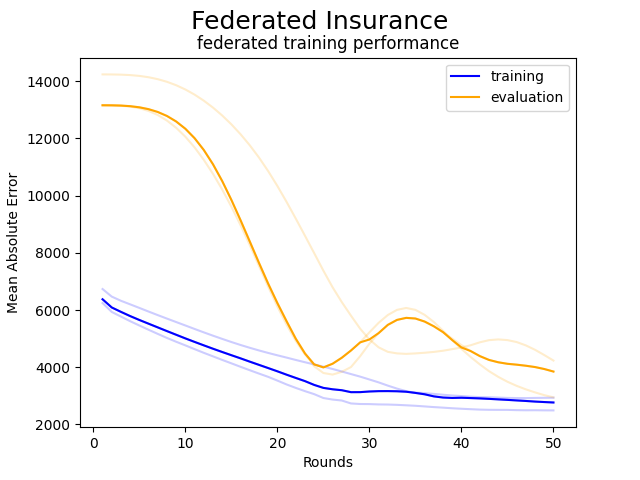 Federated Insurance
federated training performance
training
evaluation
14000
12000
10000
8000
6000
4000
2000
Mean Absolute Error
0 10 20 30 40 50
Rounds